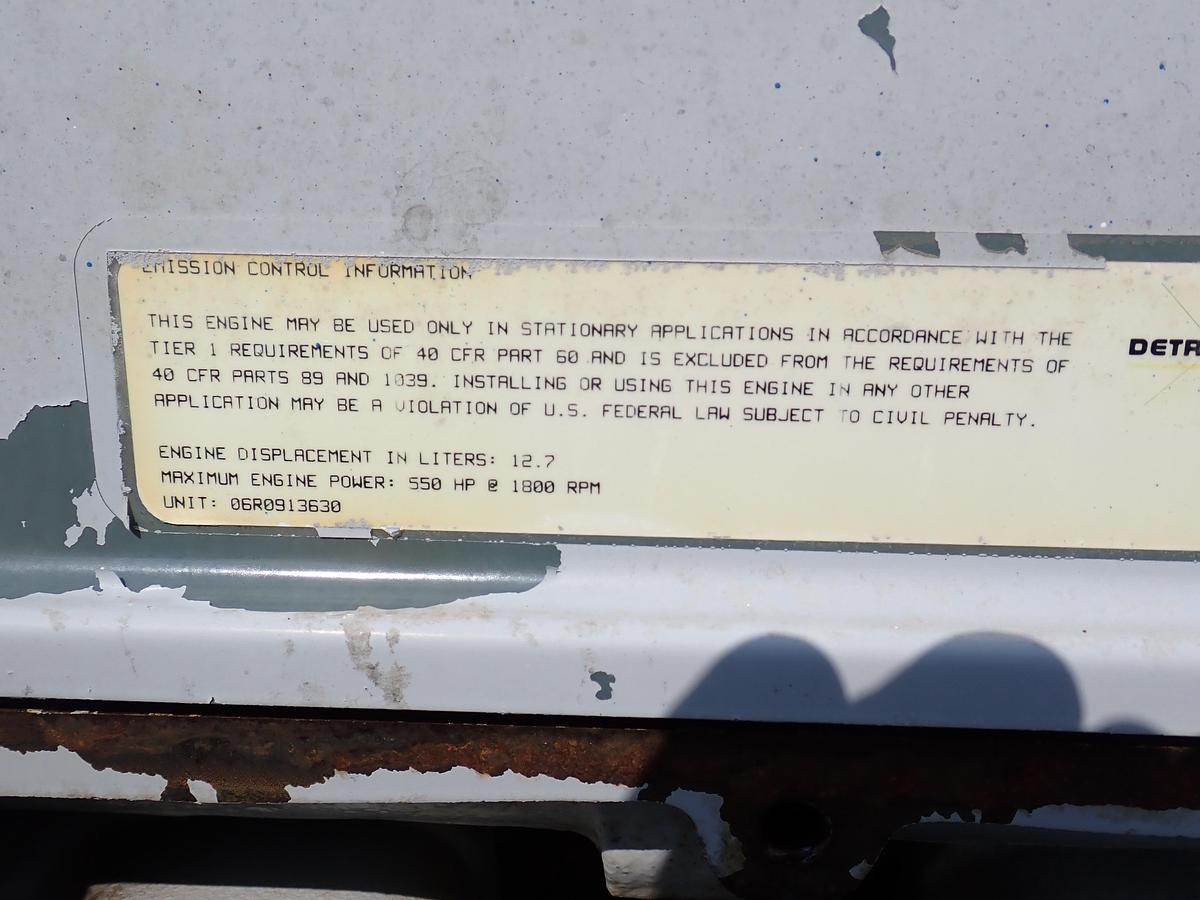 EMISSION CONTROL INFORMATION
THIS ENGINE MAY BE USED ONLY IN STATIONARY APPLICATIONS IN ACCORDANCE WITH THE
TIER 1 REQUIREMENTS OF 40 CFR PART 60 AND IS EXCLUDED FROM THE REQUIREMENTS OF
40 CFR PARTS 89 AND 1039. INSTALLING OR USING THIS ENGINE IN ANY OTHER
APPLICATION MAY BE A VIOLATION OF U.S. FEDERAL LAW SUBJECT TO CIVIL PENALTY.
DETR
ENGINE DISPLACEMENT IN LITERS: 12.7
MAXIMUM ENGINE POWER: 550 HP @ 1800 RPM
UNIT: 06R0913630